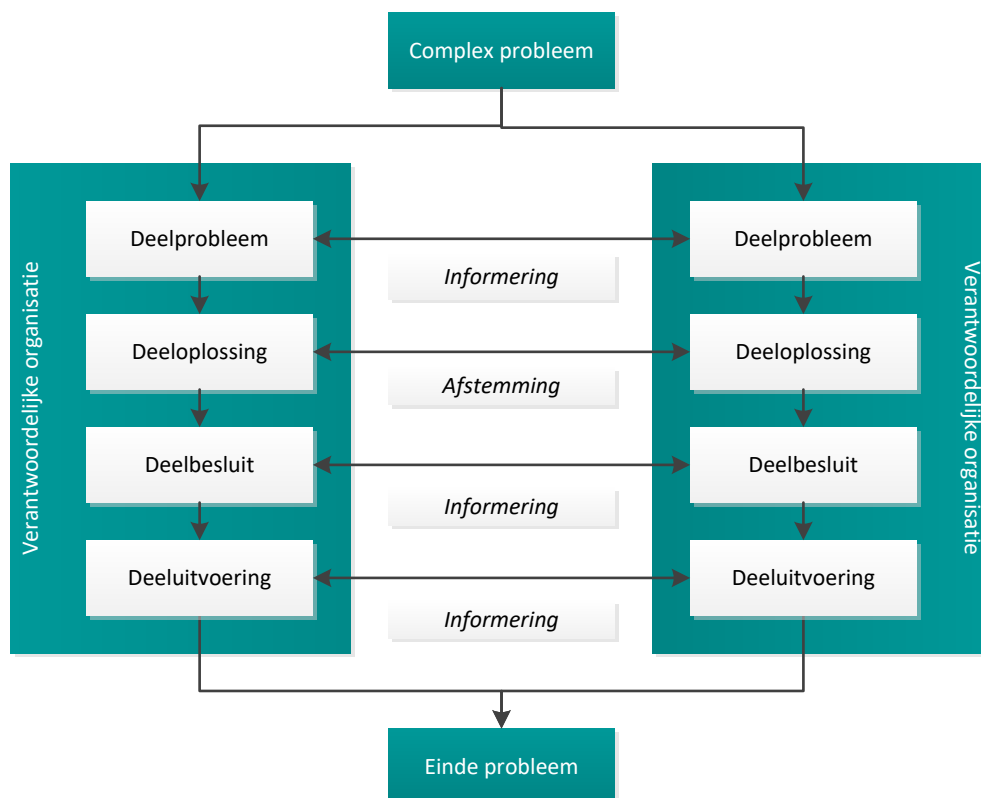 Complex probleem
Verantwoordelijke organisatie
Deelprobleem
Deeloplossing
Deelbesluit
Deeluitvoering
Informering
Afstemming
Informering
Informering
Deelprobleem
Deeloplossing
Deelbesluit
Deeluitvoering
Verantwoordelijke organisatie
Einde probleem